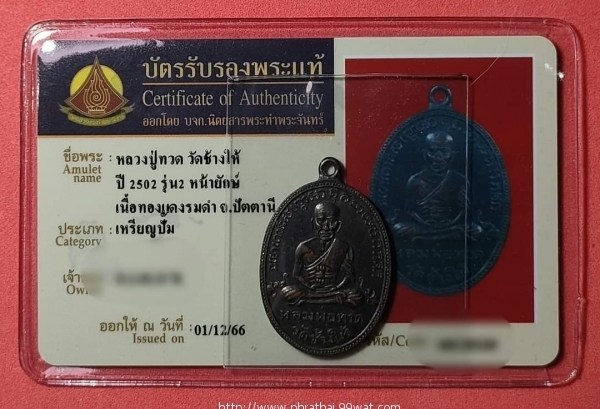 บัตรรับรองพระแท้
Certificate of Authenticity
ออกโดย บจก.นิตยสารพระท่าพระจันทร์
ชื่อพระ : หลวงปู่ทวด วัดช้างให้
Amulet name
ปี 2502 รุ่น2 หน้ายักษ์
เนื้อทองแดงรมดำ จ.ปัตตานี
ประเภท : เหรียญปั๊ม
Category
ออกให้ ณ วันที่ : 01/12/66
Issued on
หลวงพ่อทวด
วัดช้างให้
http://www.phrathai.99wat.com